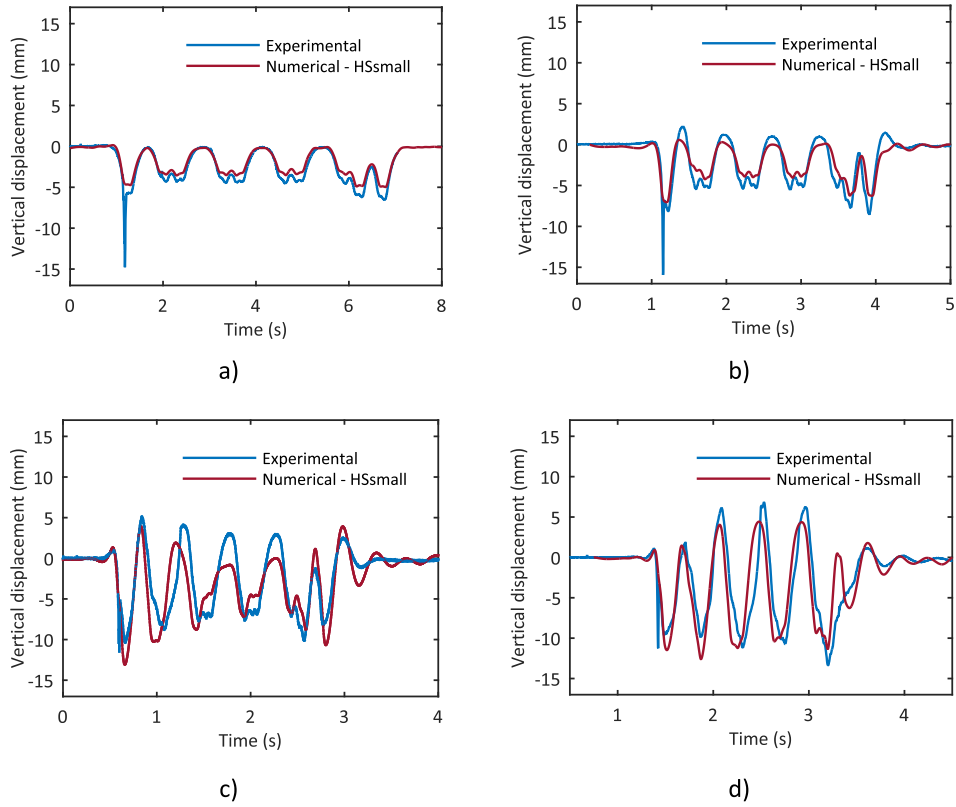 15
10
5
0
-5
-10
-15
Vertical displacement (mm)
Experimental
Numerical - HSsmall
0 2 4 6 8
Time (s)
a)
15
10
5
0
-5
-10
-15
Vertical displacement (mm)
Experimental
Numerical - HSmall
0 1 2 3 4 5
Time (s)
b)
15
10
5
0
-5
-10
-15
Vertical displacement (mm)
Experimental
Numerical - HSsmall
0 1 2 3 4
Time (s)
c)
15
10
5
0
-5
-10
-15
Vertical displacement (mm)
Experimental
Numerical - HSsmall
1 2 3 4
Time (s)
d)